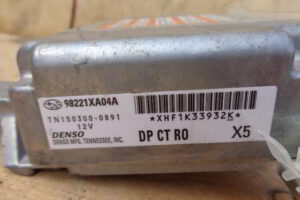 98221XA04A
TN150300-0891
12V
*XHF1K33932K*
DENSO
DENSO MFG. TENNESSEE, INC.
DP CT R0
X5